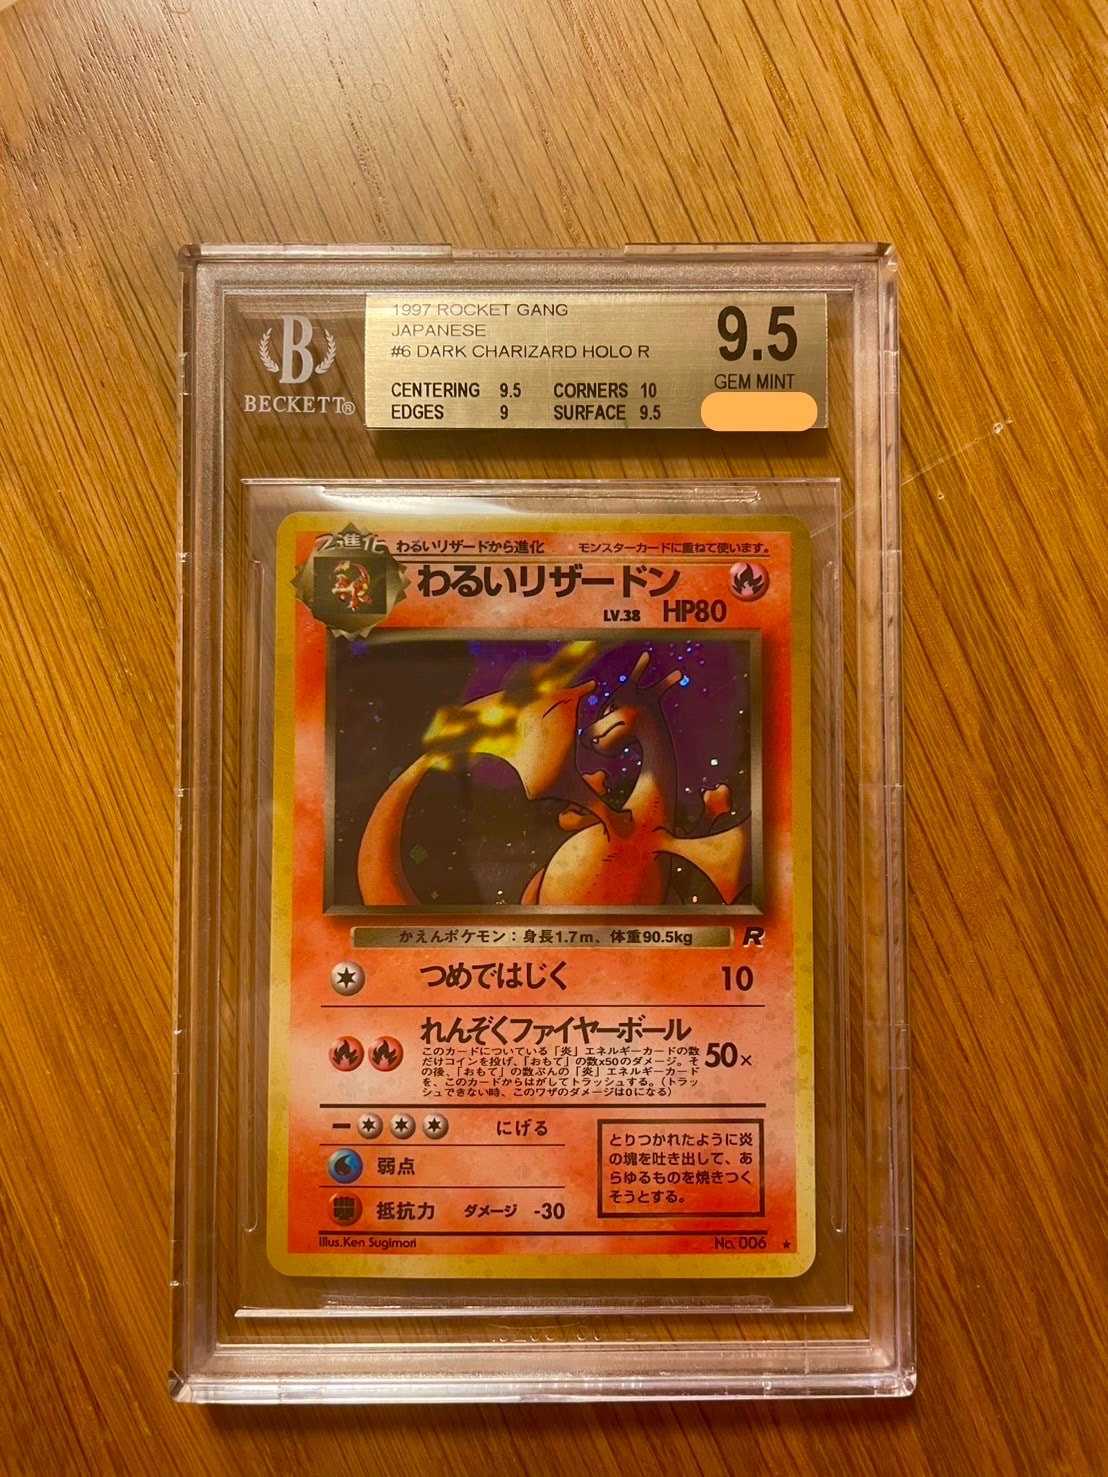 B
BECKETT®
1997 ROCKET GANG
JAPANESE
#6 DARK CHARIZARD HOLO R
CENTERING 9.5 CORNERS 10
EDGES 9 SURFACE 9.5
9.5
GEM MINT
2進化
わるいリザードから進化 モンスターカードに重ねて使います。
わるいリザードン
LV.38 HP80
かえんポケモン：身長1.7m、体重90.5kg
R
つめではじく 10
れんぞくファイヤーボール
このカードについている「炎」エネルギーカードの数
だけコインを投げ、「おもて」の数x50のダメージ。そ
の後、「おもて」の数ぶんの「炎」エネルギーカード
を、このカードからはがしてトラッシュする。（トラッ
シュできない時、このワザのダメージは0になる）
50×
にげる
弱点
抵抗力 ダメージ -30
とりつかれたように炎
の塊を吐き出して、あ
らゆるものを焼きつく
そうとする。
Illus.Ken Sugimori
No.006 ★